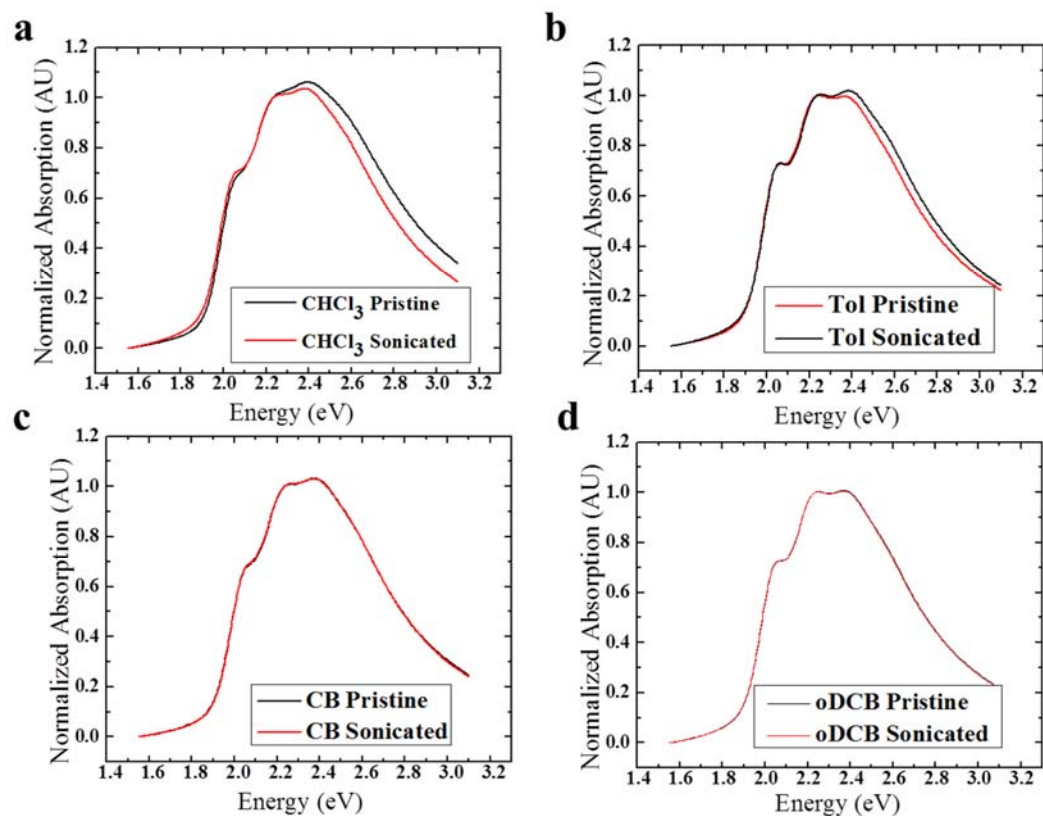 a
Normalized Absorption (AU)
1.2
1.0
0.8
0.6
0.4
0.2
0.0
CHCl3 Pristine
CHCl3 Sonicated
1.4 1.6 1.8 2.0 2.2 2.4 2.6 2.8 3.0 3.2
Energy (eV)
b
Normalized Absorption (AU)
1.2
1.0
0.8
0.6
0.4
0.2
0.0
Tol Pristine
Tol Sonicated
1.4 1.6 1.8 2.0 2.2 2.4 2.6 2.8 3.0 3.2
Energy (eV)
c
Normalized Absorption (AU)
1.2
1.0
0.8
0.6
0.4
0.2
0.0
CB Pristine
CB Sonicated
1.4 1.6 1.8 2.0 2.2 2.4 2.6 2.8 3.0 3.2
Energy (eV)
d
Normalized Absorption (AU)
1.2
1.0
0.8
0.6
0.4
0.2
0.0
oDCB Pristine
oDCB Sonicated
1.4 1.6 1.8 2.0 2.2 2.4 2.6 2.8 3.0 3.2
Energy (eV)